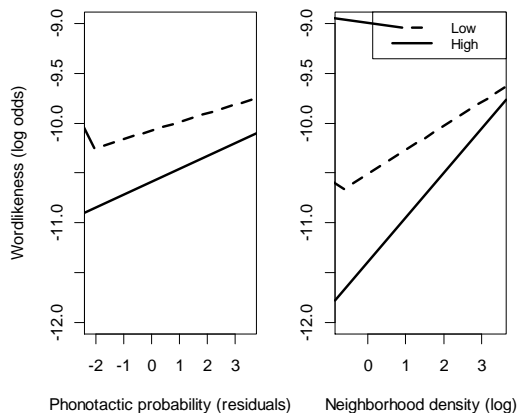 Wordlikeness (log odds)
-9.0
-9.5
-10.0
-11.0
-12.0
-2 -1 0 1 2 3
Phonotactic probability (residuals)
Low
High
-9.0
-9.5
-10.0
-11.0
-12.0
0 1 2 3
Neighborhood density (log)